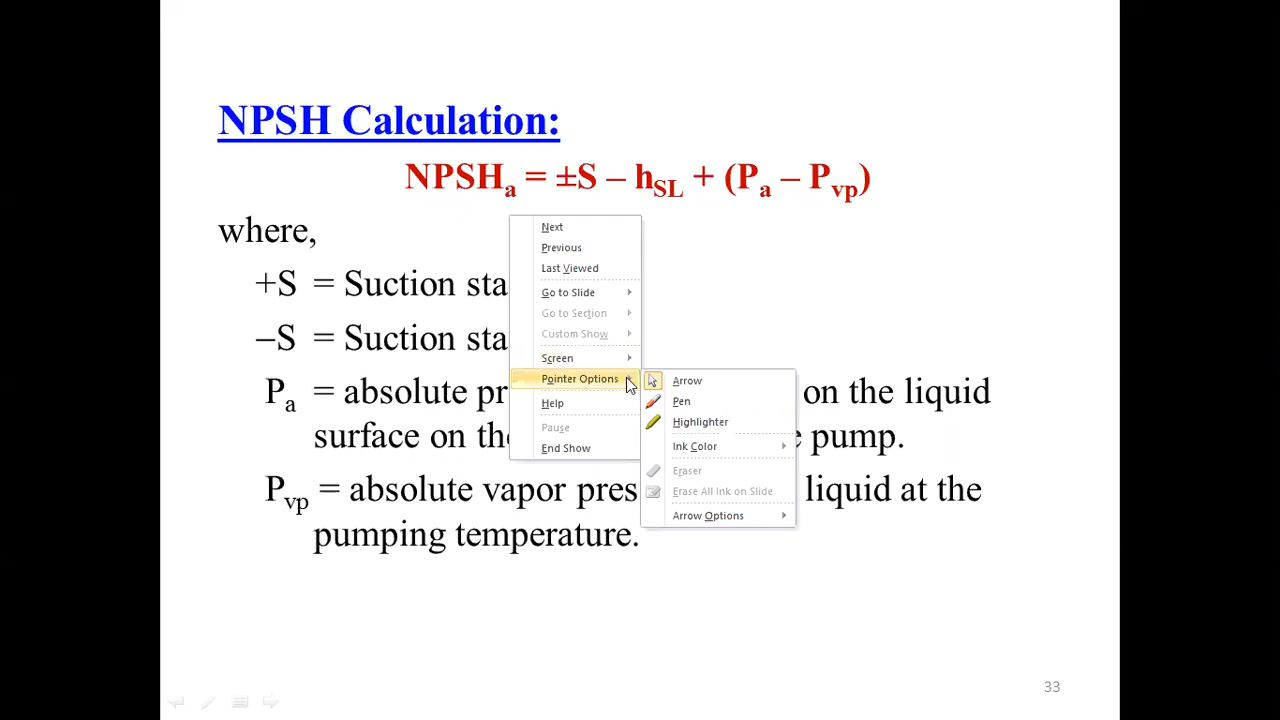 NPSH Calculation:
NPSHa = ±S – hSL + (Pa – Pvp)
where,
+S = Suction sta
–S = Suction sta
Pa = absolute pr on the liquid
surface on the pump.
Pvp = absolute vapor pres liquid at the
pumping temperature.
Next
Previous
Last Viewed
Go to Slide
Go to Section
Custom Show
Screen
Pointer Options
Help
Pause
End Show
Arrow
Pen
Highlighter
Ink Color
Eraser
Erase All Ink on Slide
Arrow Options
33